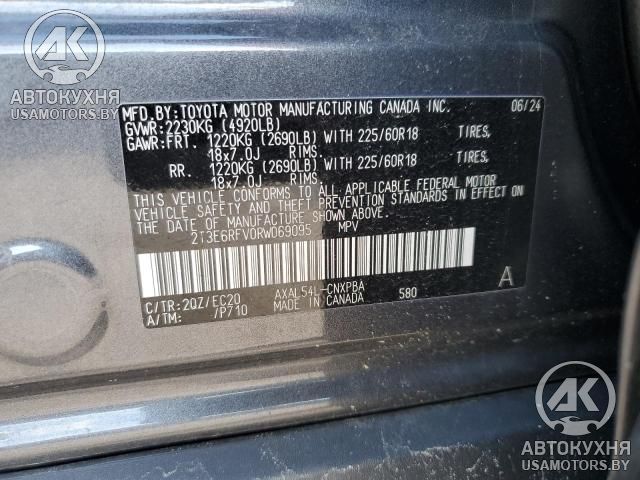 MFD.BY:TOYOTA MOTOR MANUFACTURING CANADA INC. 06/24
GVWR:2230KG (4920LB)
GAWR:FRT. 1220KG (2690LB) WITH 225/60R18 TIRES,
18x7.0J RIMS.
RR. 1220KG (2690LB) WITH 225/60R18 TIRES,
18x7.0J RIMS.
THIS VEHICLE CONFORMS TO ALL APPLICABLE FEDERAL MOTOR
VEHICLE SAFETY AND THEFT PREVENTION STANDARDS IN EFFECT ON
THE DATE OF MANUFACTURE SHOWN ABOVE.
2T3E6RFV0RW069095 MPV
C/TR:2QZ/EC20 AXAL54L-CNXPBA 580 A
A/TM: /P710 MADE IN CANADA
АК
АВТОКУХНЯ
USAMOTORS.BY
АК
АВТОКУХНЯ
USAMOTORS.BY